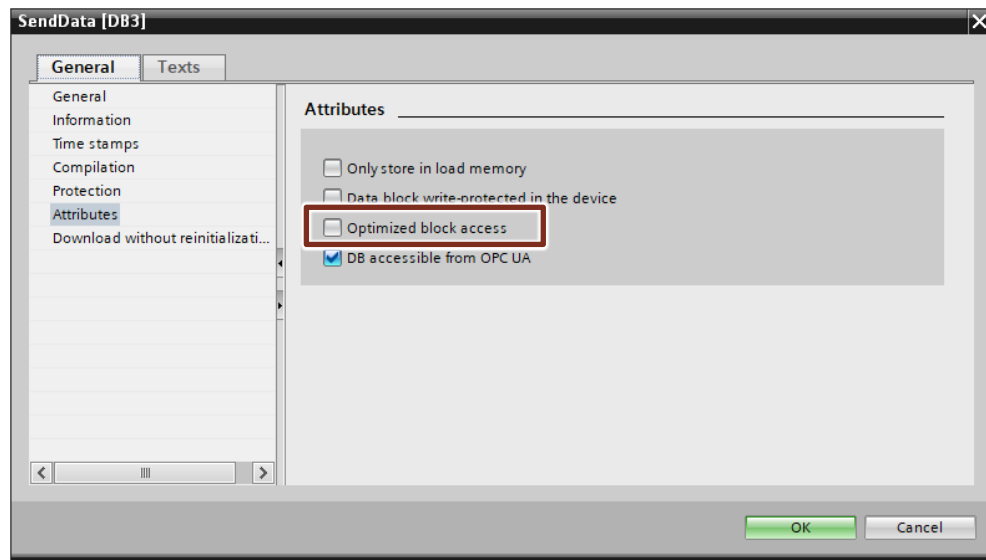 SendData [DB3]
General Texts
General
Information
Time stamps
Compilation
Protection
Attributes
Download without reinitializati...
Attributes
Only store in load memory
Data block write-protected in the device
Optimized block access
DB accessible from OPC UA
OK Cancel